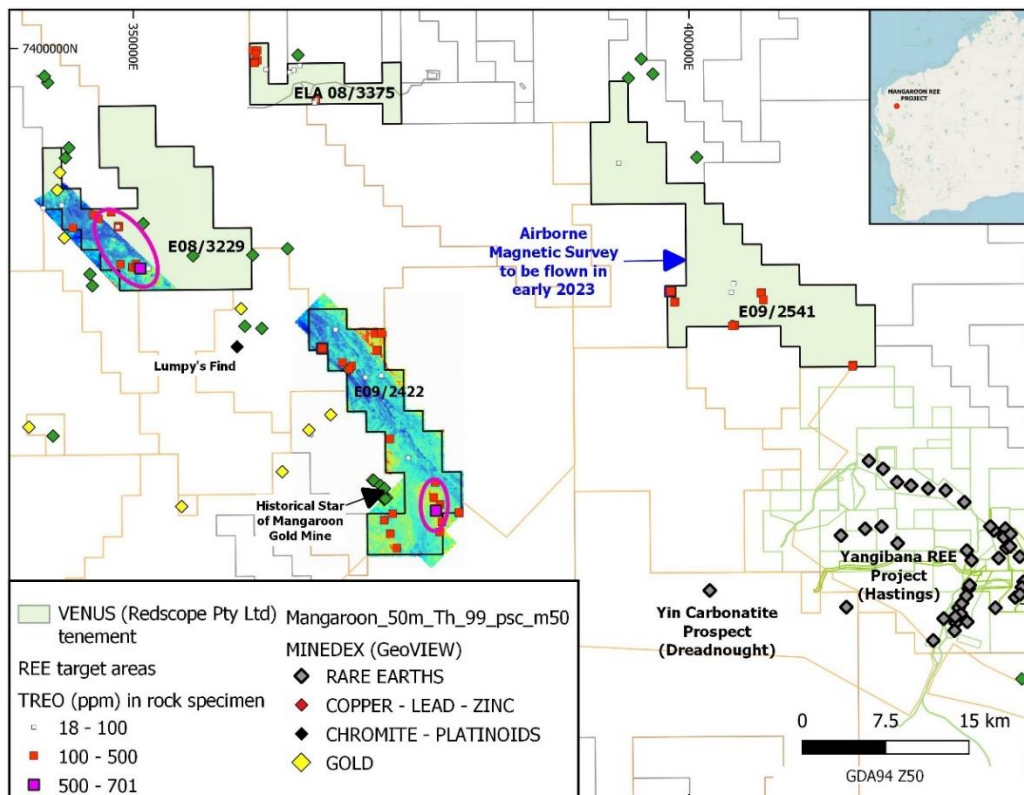 350000E
400000E
7400000N
MANGAROON REE
PROJECT
ELA 08/3375
E08/3229
Airborne
Magnetic Survey
to be flown in
early 2023
E09/2541
Lumpy's Find
E09/2422
Historical Star
of Mangaroon
Gold Mine
Yangibana REE
Project
(Hastings)
Yin Carbonatite
Prospect
(Dreadnought)
VENUS (Redscope Pty Ltd)
tenement
REE target areas
TREO (ppm) in rock specimen
18 - 100
100 - 500
500 - 701
Mangaroon_50m_Th_99_psc_m50
MINEDEX (GeoVIEW)
RARE EARTHS
COPPER - LEAD - ZINC
CHROMITE - PLATINOIDS
GOLD
0 7.5 15 km
GDA94 Z50